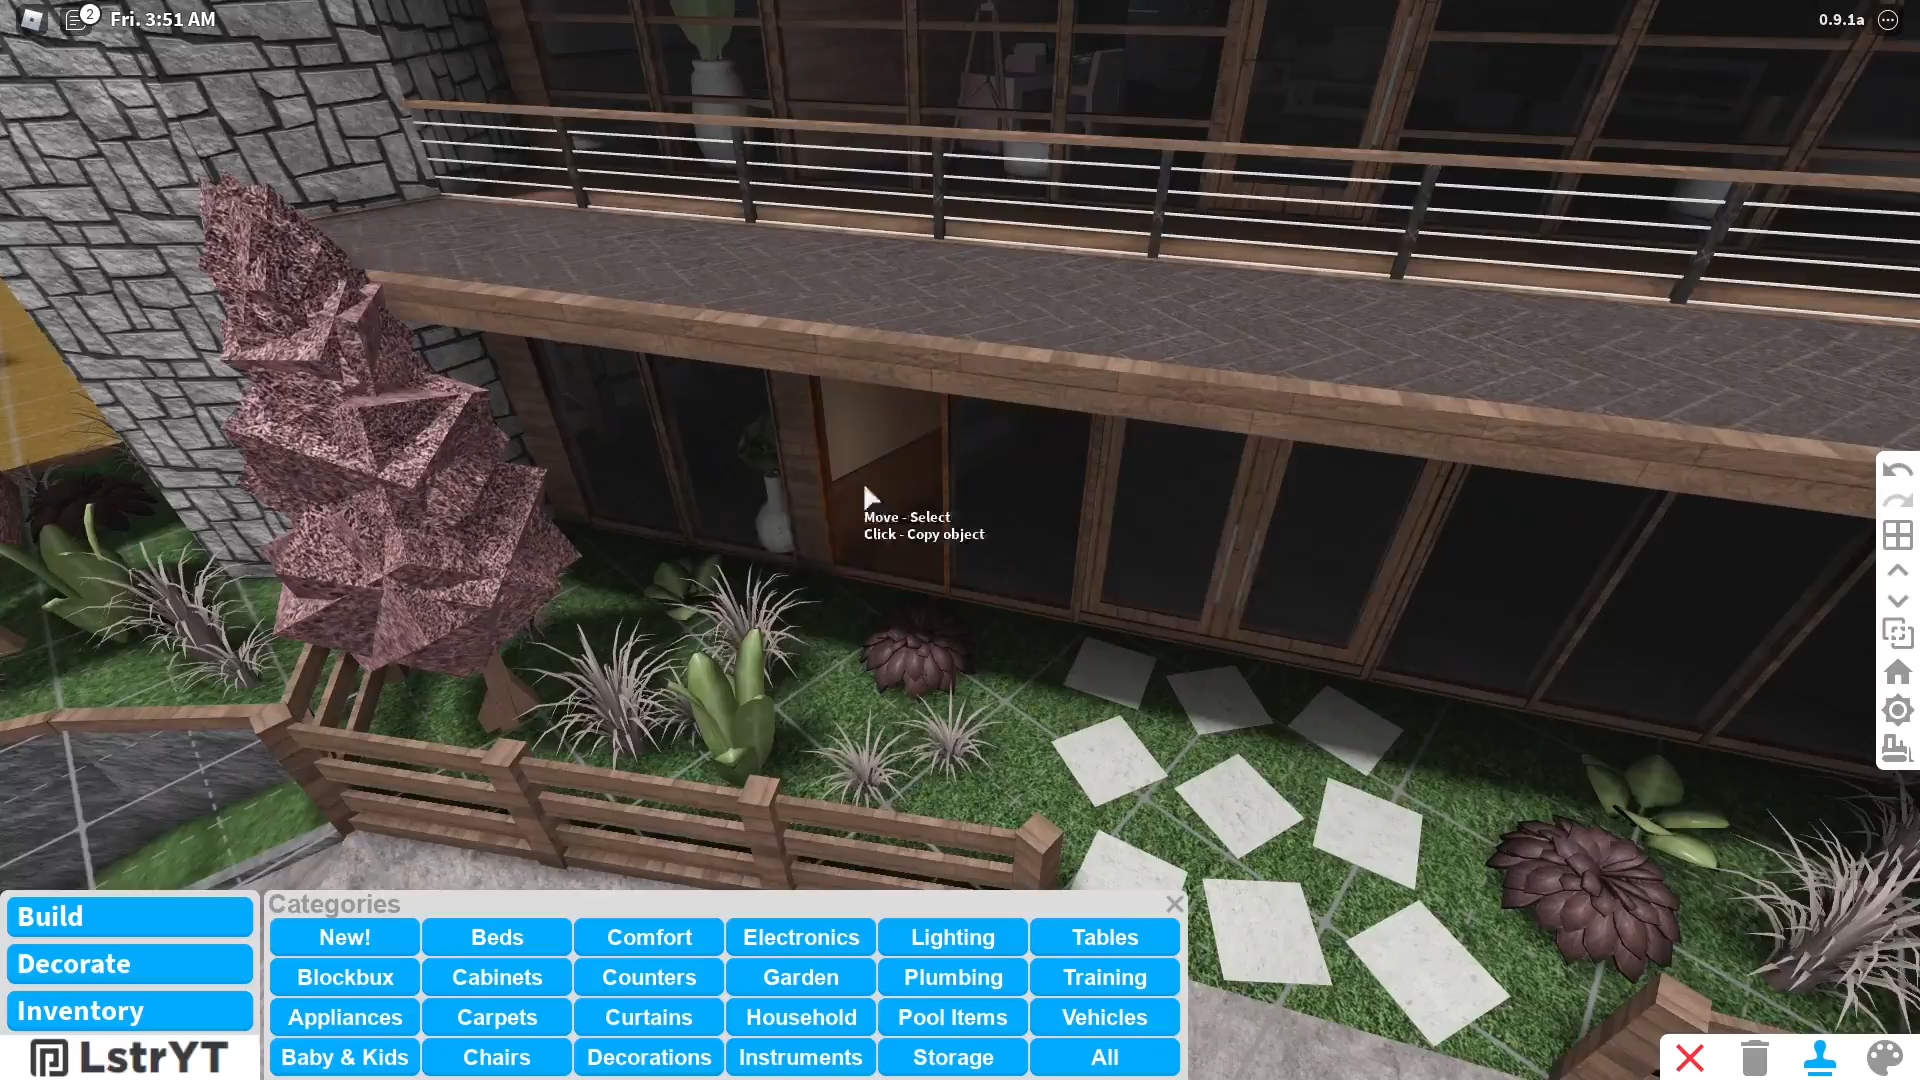 2
Fri. 3:51 AM
0.9.1a
Move - Select
Click - Copy object
Build
Decorate
Inventory
LstrYT
Categories
New! Beds Comfort Electronics Lighting Tables
Blockbux Cabinets Counters Garden Plumbing Training
Appliances Carpets Curtains Household Pool Items Vehicles
Baby & Kids Chairs Decorations Instruments Storage All